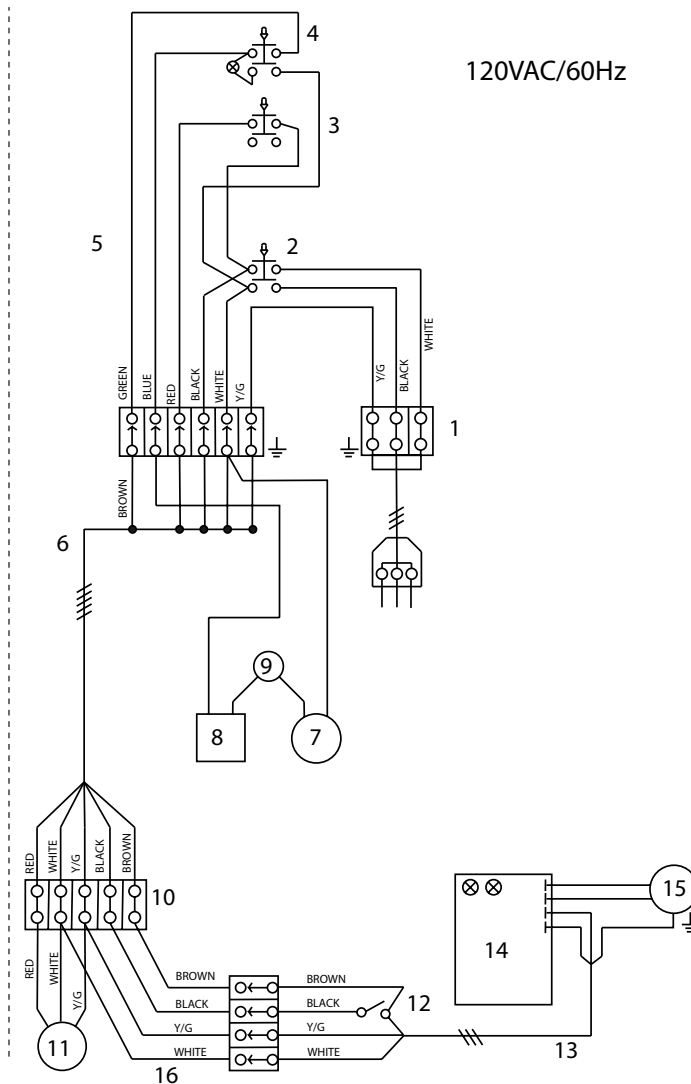 4
120VAC/60Hz
3
5
2
GREEN
BLUE
RED
BLACK
WHITE
Y/G
Y/G
BLACK
WHITE
1
BROWN
6
9
8
7
RED
WHITE
Y/G
BLACK
BROWN
10
15
14
RED
WHITE
Y/G
BROWN
BROWN
BLACK
BLACK
12
Y/G
Y/G
WHITE
WHITE
11
13
16